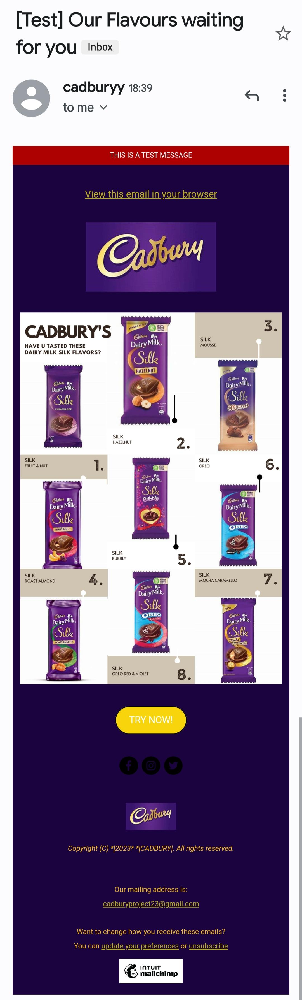 [Test] Our Flavours waiting
for you Inbox
cadburyy 18:39
to me
THIS IS A TEST MESSAGE
View this email in your browser
Cadbury
CADBURY'S
HAVE U TASTED THESE
DAIRY MILK SILK FLAVORS?
Cadbury
Dairy Milk
Silk
CHOCOLATE
WHOLE NUTS
100%
Cadbury
Dairy Milk
Silk
HAZELNUT
SILK
HAZELNUT
2.
3.
SILK
MOUSSE
NEW
Cadbury
Dairy Milk
Silk
Mousse
SILK
FRUIT & NUT
1.
Cadbury
Dairy Milk
Silk
FRUIT & NUT
Cadbury
Dairy Milk
Silk
Bubbly
SILK
BUBBLY
5.
SILK
OREO
6.
100%
Cadbury
Dairy Milk
Silk
OREO
SILK
ROAST ALMOND
4.
Cadbury
Dairy Milk
Silk
ROAST ALMOND
100%
Cadbury
Dairy Milk
Silk
OREO
Red Velvet
SILK
OREO RED & VIOLET
8.
SILK
MOCHA CARAMELLO
7.
NEW
Cadbury
Dairy Milk
Silk
Mocha
Caramello
TRY NOW!
Cadbury
Copyright (C) *|2023* *|CADBURY|. All rights reserved.
Our mailing address is:
cadburyproject23@gmail.com
Want to change how you receive these emails?
You can update your preferences or unsubscribe
INTUIT
mailchimp